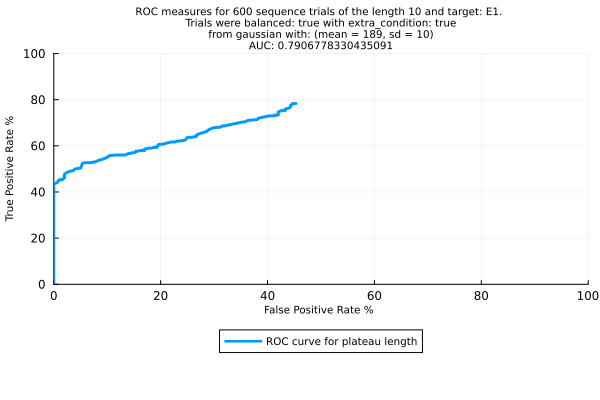 ROC measures for 600 sequence trials of the length 10 and target: E1.
Trials were balanced: true with extra_condition: true
from gaussian with: (mean = 189, sd = 10)
AUC: 0.7906778330435091
100
80
60
40
20
0
True Positive Rate %
0 20 40 60 80 100
False Positive Rate %
ROC curve for plateau length